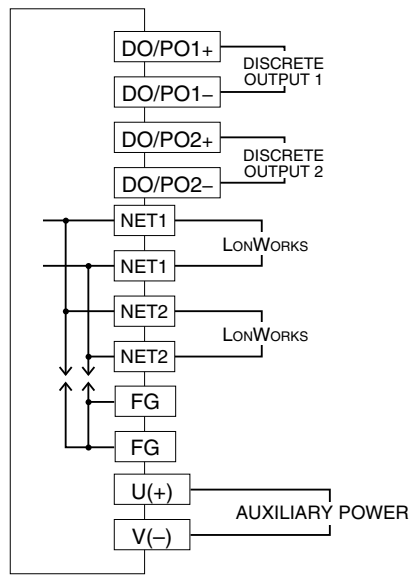 DO/PO1+
DISCRETE
OUTPUT 1
DO/PO1–
DO/PO2+
DISCRETE
OUTPUT 2
DO/PO2–
NET1
LONWORKS
NET1
NET2
LONWORKS
NET2
FG
FG
U(+)
AUXILIARY POWER
V(–)